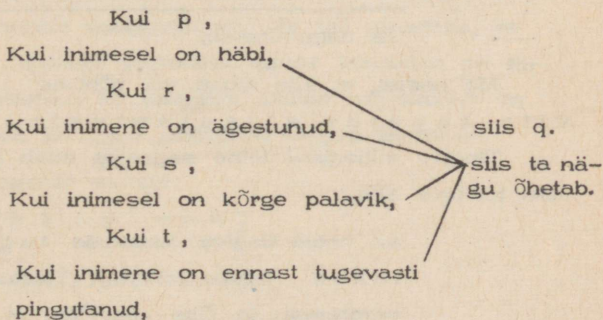 Kui p ,
Kui inimesel on häbi,
Kui r ,
Kui inimene on ägestunud,
siis q.
Kui s ,
siis ta nä-
gu õhetab.
Kui inimesel on kõrge palavik,
Kui t ,
Kui inimene on ennast tugevasti
pingutanud,